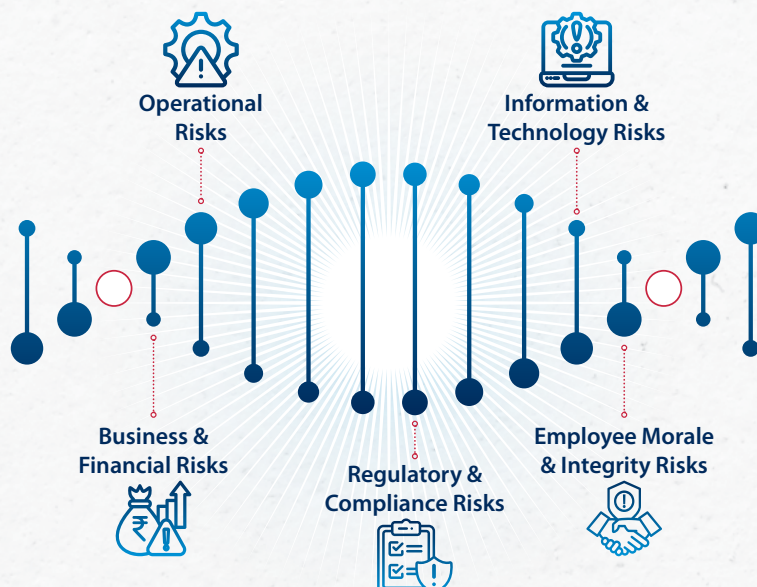 Operational
Risks
Information &
Technology Risks
Business &
Financial Risks
Regulatory &
Compliance Risks
Employee Morale
& Integrity Risks
₹